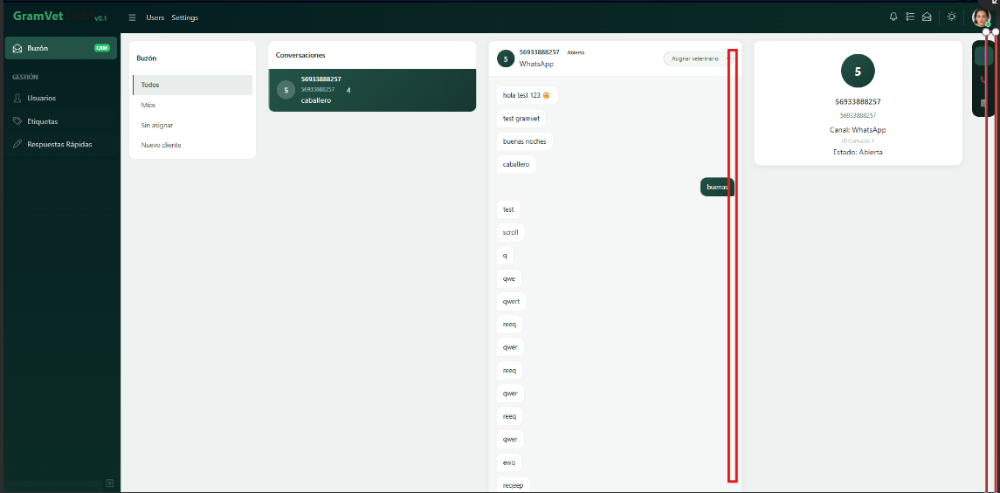 GramVet
v0.1
Users Settings
Buzón CRM
GESTIÓN
Usuarios
Etiquetas
Respuestas Rápidas
Buzón
Todos
Míos
Sin asignar
Nuevo cliente
Conversaciones
5
56933888257
56933888257 4
caballero
5
56933888257 Abierta
WhatsApp
Asignar veterinario
hola test 123 🥳
test gramvet
buenas noches
caballero
buenas
test
scroll
q
qwe
qwert
reeq
qwer
reeq
qwer
reeq
qwer
ewq
reqeep
5
56933888257
56933888257
Canal: WhatsApp
ID Contacto: 1
Estado: Abierta